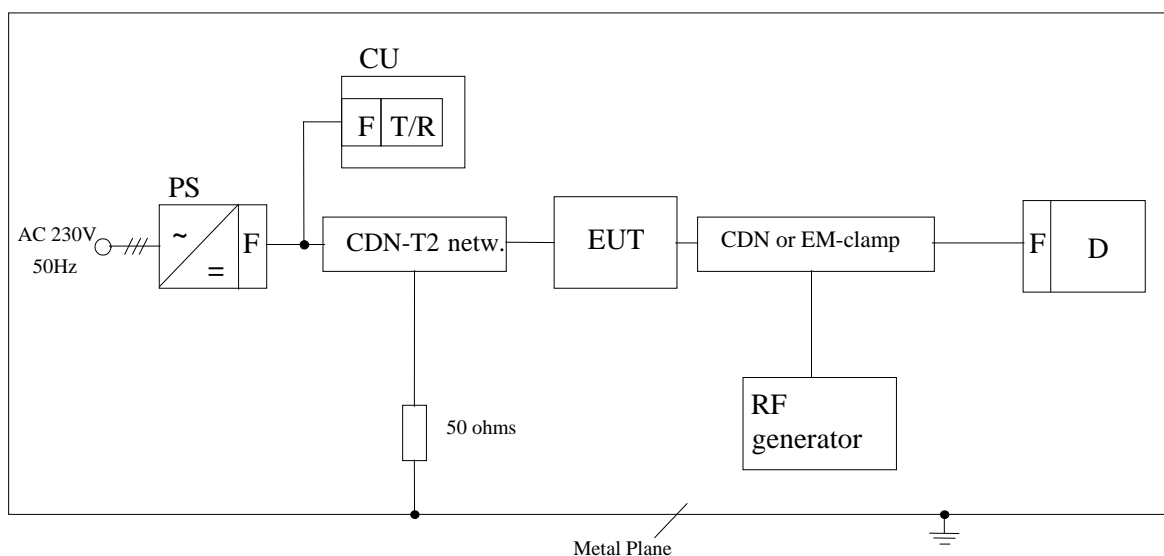 CU
F T/R
PS
AC 230V
50Hz
~
=
F
CDN-T2 netw.
EUT
CDN or EM-clamp
F D
RF
generator
50 ohms
Metal Plane